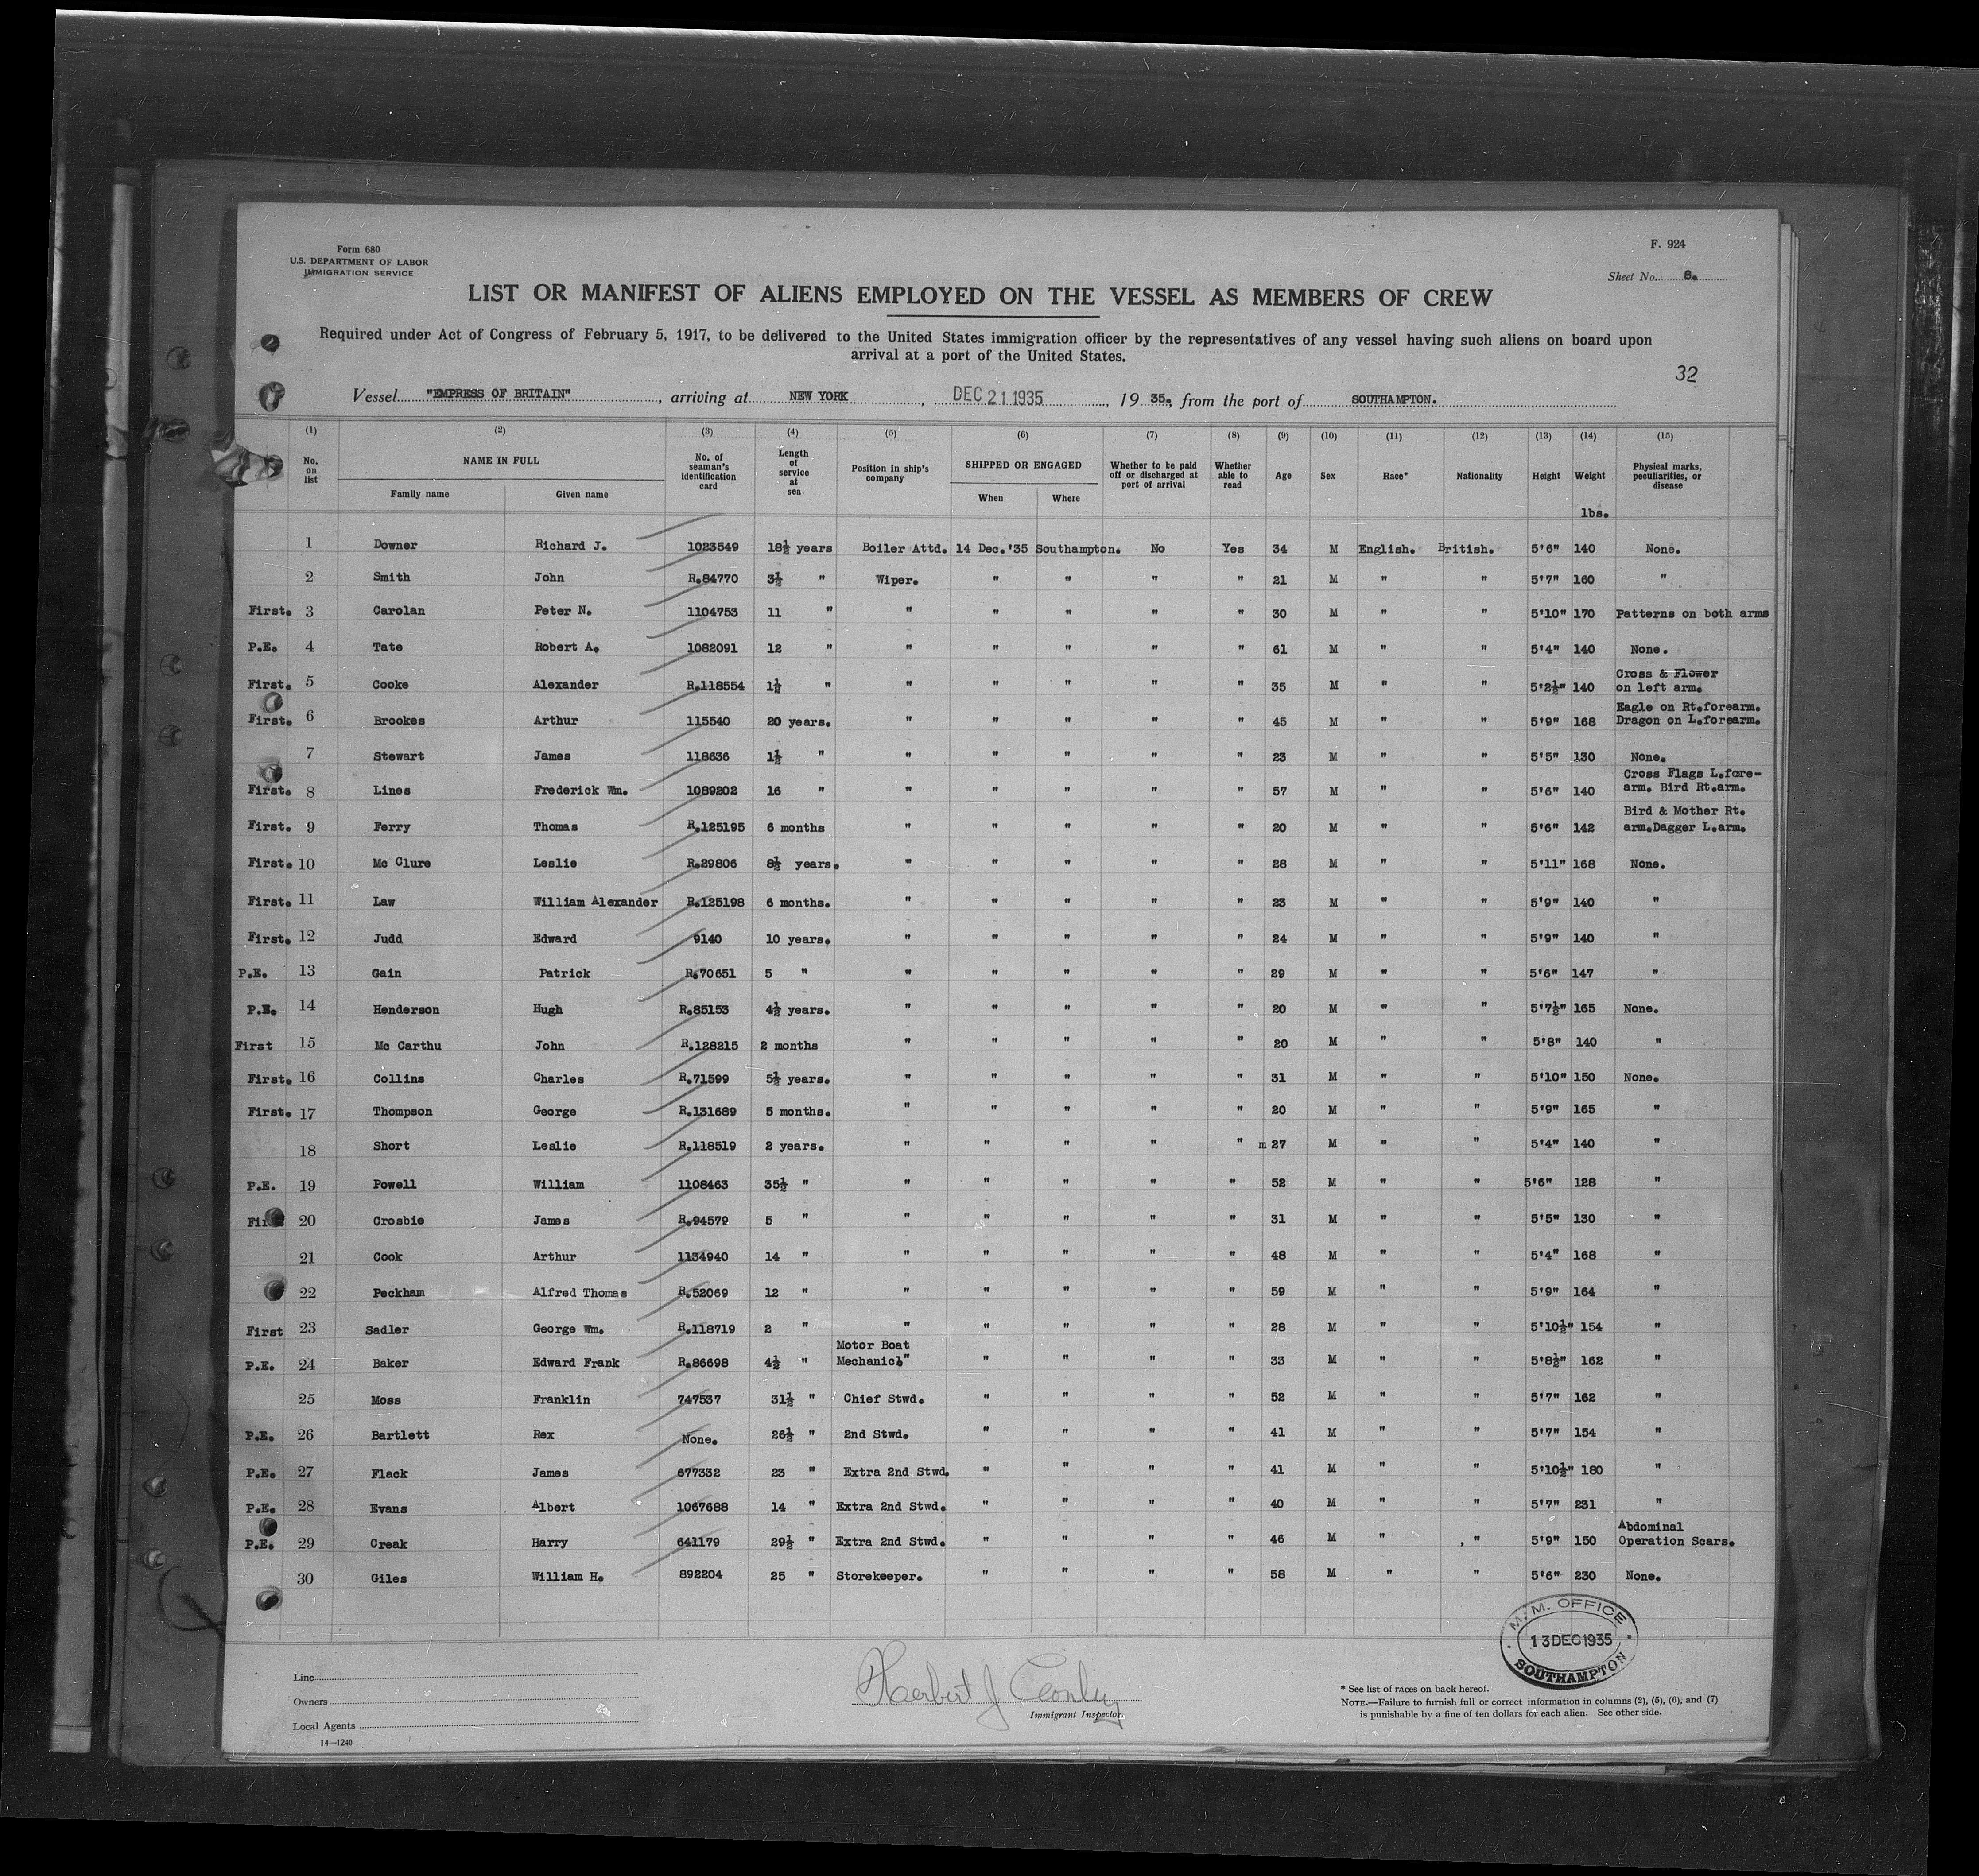 Form 680
U.S. DEPARTMENT OF LABOR
IMMIGRATION SERVICE
F. 924
Sheet No. 8.
LIST OR MANIFEST OF ALIENS EMPLOYED ON THE VESSEL AS MEMBERS OF CREW
Required under Act of Congress of February 5, 1917, to be delivered to the United States immigration officer by the representatives of any vessel having such aliens on board upon
arrival at a port of the United States.
32
Vessel "EMPRESS OF BRITAIN", arriving at NEW YORK, DEC 21 1935, 19 35., from the port of SOUTHAMPTON.
(1) (2) (3) (4) (5) (6) (7) (8) (9) (10) (11) (12) (13) (14) (15)
No. on list NAME IN FULL Family name Given name No. of seaman's identification card Length of service at sea Position in ship's company SHIPPED OR ENGAGED When Where Whether to be paid off or discharged at port of arrival Whether able to read Age Sex Race* Nationality Height Weight Physical marks, peculiarities, or disease
lbs.
1 Downer Richard J. 1023549 18½ years Boiler Attd. 14 Dec.'35 Southampton. No Yes 34 M English. British. 5'6" 140 None.
2 Smith John R.84770 3½ " Wiper. " " " " 21 M " " 5'7" 160 "
First. 3 Carolan Peter N. 1104753 11 " " " " " " 30 M " " 5'10" 170 Patterns on both arms
P.E. 4 Tate Robert A. 1082091 12 " " " " " " 61 M " " 5'4" 140 None.
First. 5 Cooke Alexander R.118554 1½ " " " " " " 35 M " " 5'2½" 140 Cross & Flower on left arm.
First. 6 Brookes Arthur 115540 20 years. " " " " " 45 M " " 5'9" 168 Eagle on Rt.forearm. Dragon on L.forearm.
7 Stewart James 118636 1½ " " " " " " 23 M " " 5'5" 130 None.
First. 8 Lines Frederick Wm. 1089202 16 " " " " " " 57 M " " 5'6" 140 Cross Flags L.fore-arm. Bird Rt.arm.
First. 9 Ferry Thomas R.125195 6 months " " " " " 20 M " " 5'6" 142 Bird & Mother Rt. arm.Dagger L.arm.
First. 10 Mc Clure Leslie R.29806 8½ years. " " " " " 28 M " " 5'11" 168 None.
First. 11 Law William Alexander R.125198 6 months. " " " " " 23 M " " 5'9" 140 "
First. 12 Judd Edward 9140 10 years. " " " " " 24 M " " 5'9" 140 "
P.E. 13 Gain Patrick R.70651 5 " " " " " " 29 M " " 5'6" 147 "
P.E. 14 Henderson Hugh R.85153 4½ years. " " " " " 20 M " " 5'7½" 165 None.
First 15 Mc Carthu John R.128215 2 months " " " " " 20 M " " 5'8" 140 "
First. 16 Collins Charles R.71599 5½ years. " " " " " 31 M " " 5'10" 150 None.
First. 17 Thompson George R.131689 5 months. " " " " " 20 M " " 5'9" 165 "
18 Short Leslie R.118519 2 years. " " " " " m 27 M " " 5'4" 140 "
P.E. 19 Powell William 1108463 35½ " " " " " " 52 M " " 5'6" 128 "
20 Crosbie James R.94579 5 " " " " " " 31 M " " 5'5" 130 "
21 Cook Arthur 1134940 14 " " " " " " 48 M " " 5'4" 168 "
22 Peckham Alfred Thomas R.52069 12 " " " " " " 59 M " " 5'9" 164 "
First 23 Sadler George Wm. R.118719 2 " " " " " " 28 M " " 5'10½" 154 "
P.E. 24 Baker Edward Frank R.86698 4½ " Motor Boat Mechanic." " " " " 33 M " " 5'8½" 162 "
25 Moss Franklin 747537 31½ " Chief Stwd. " " " " 52 M " " 5'7" 162 "
P.E. 26 Bartlett Rex None. 26½ " 2nd Stwd. " " " " 41 M " " 5'7" 154 "
P.E. 27 Flack James 677332 23 " Extra 2nd Stwd. " " " " 41 M " " 5'10½" 180 "
P.E. 28 Evans Albert 1067688 14 " Extra 2nd Stwd. " " " " 40 M " " 5'7" 231 "
P.E. 29 Creak Harry 641179 29½ " Extra 2nd Stwd. " " " " 46 M " " 5'9" 150 Abdominal Operation Scars.
30 Giles William H. 892204 25 " Storekeeper. " " " " 58 M " " 5'6" 230 None.
M.M. OFFICE
13 DEC 1935
SOUTHAMPTON
Line
Owners
Local Agents
14—1240
Herbert J
Immigrant Inspector.
* See list of races on back hereof.
NOTE.—Failure to furnish full or correct information in columns (2), (5), (6), and (7)
is punishable by a fine of ten dollars for each alien. See other side.